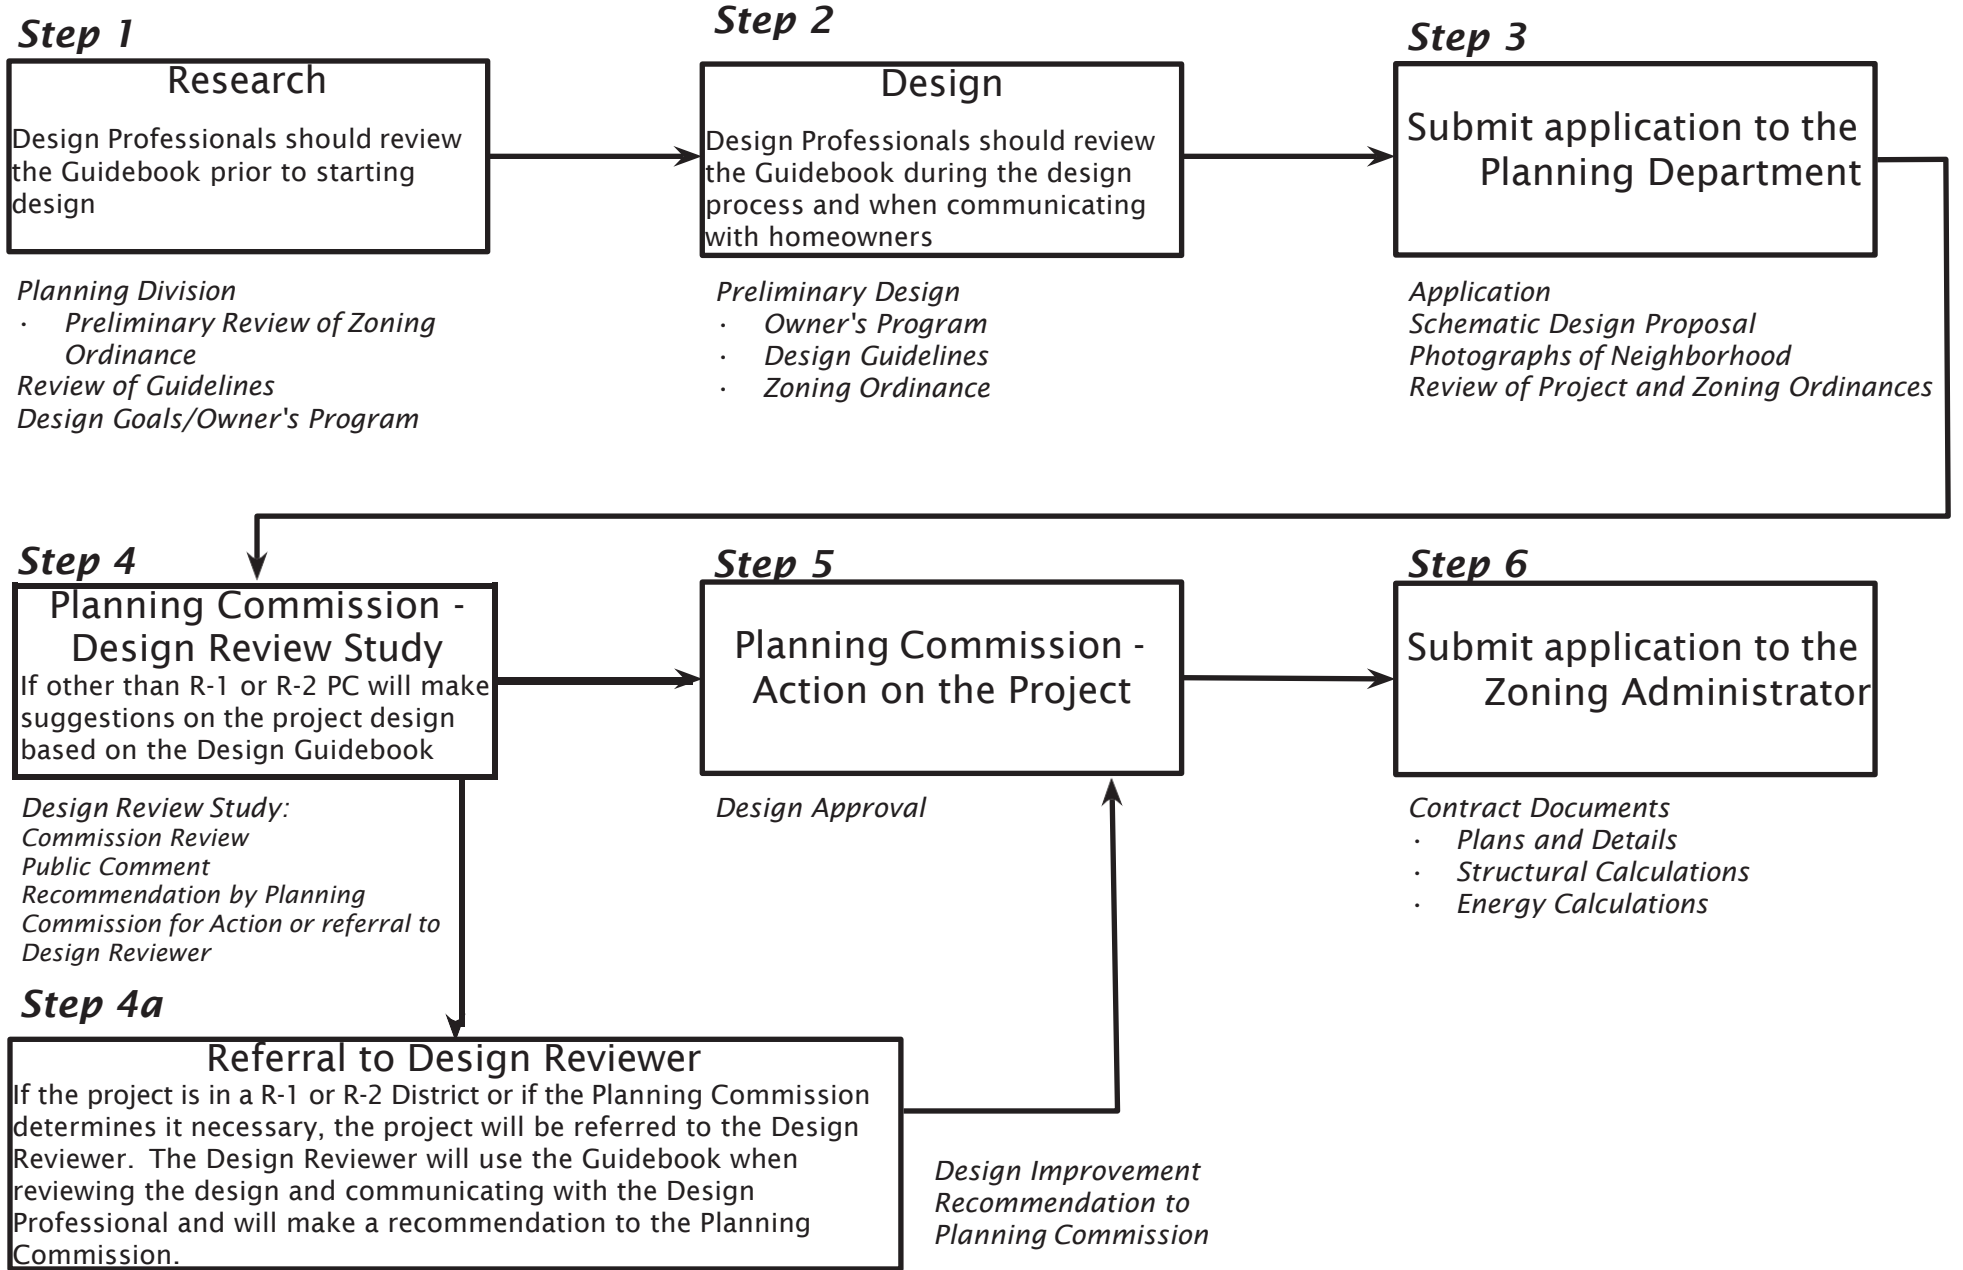 Step 1
Research
Design Professionals should review
the Guidebook prior to starting
design
Planning Division
· Preliminary Review of Zoning
Ordinance
Review of Guidelines
Design Goals/Owner's Program
Step 2
Design
Design Professionals should review
the Guidebook during the design
process and when communicating
with homeowners
Preliminary Design
· Owner's Program
· Design Guidelines
· Zoning Ordinance
Step 3
Submit application to the
Planning Department
Application
Schematic Design Proposal
Photographs of Neighborhood
Review of Project and Zoning Ordinances
Step 4
Planning Commission -
Design Review Study
If other than R-1 or R-2 PC will make
suggestions on the project design
based on the Design Guidebook
Design Review Study:
Commission Review
Public Comment
Recommendation by Planning
Commission for Action or referral to
Design Reviewer
Step 4a
Referral to Design Reviewer
If the project is in a R-1 or R-2 District or if the Planning Commission
determines it necessary, the project will be referred to the Design
Reviewer. The Design Reviewer will use the Guidebook when
reviewing the design and communicating with the Design
Professional and will make a recommendation to the Planning
Commission.
Design Improvement
Recommendation to
Planning Commission
Step 5
Planning Commission -
Action on the Project
Design Approval
Step 6
Submit application to the
Zoning Administrator
Contract Documents
· Plans and Details
· Structural Calculations
· Energy Calculations